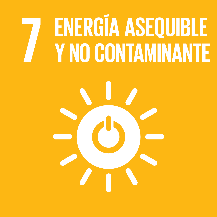 7 ENERGÍA ASEQUIBLE
Y NO CONTAMINANTE